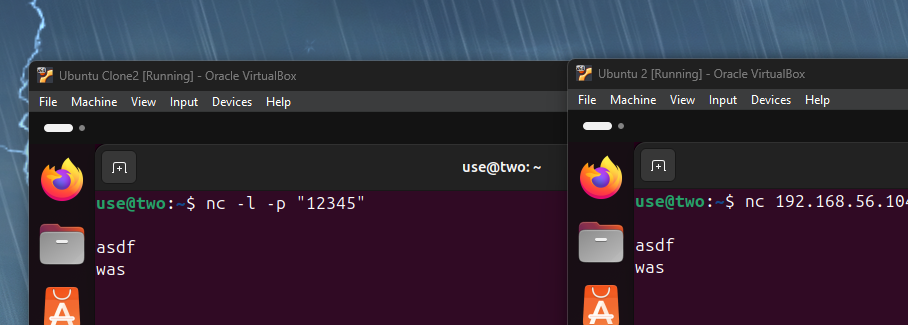 Ubuntu Clone2 [Running] - Oracle VirtualBox
File Machine View Input Devices Help
use@two: ~
use@two:~$ nc -l -p "12345"
asdf
was
Ubuntu 2 [Running] - Oracle VirtualBox
File Machine View Input Devices Help
use@two:~$ nc 192.168.56.104
asdf
was